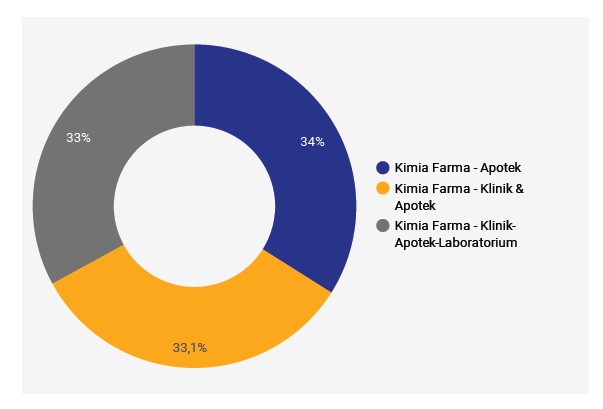 33%
34%
33,1%
Kimia Farma - Apotek
Kimia Farma - Klinik &
Apotek
Kimia Farma - Klinik-
Apotek-Laboratorium